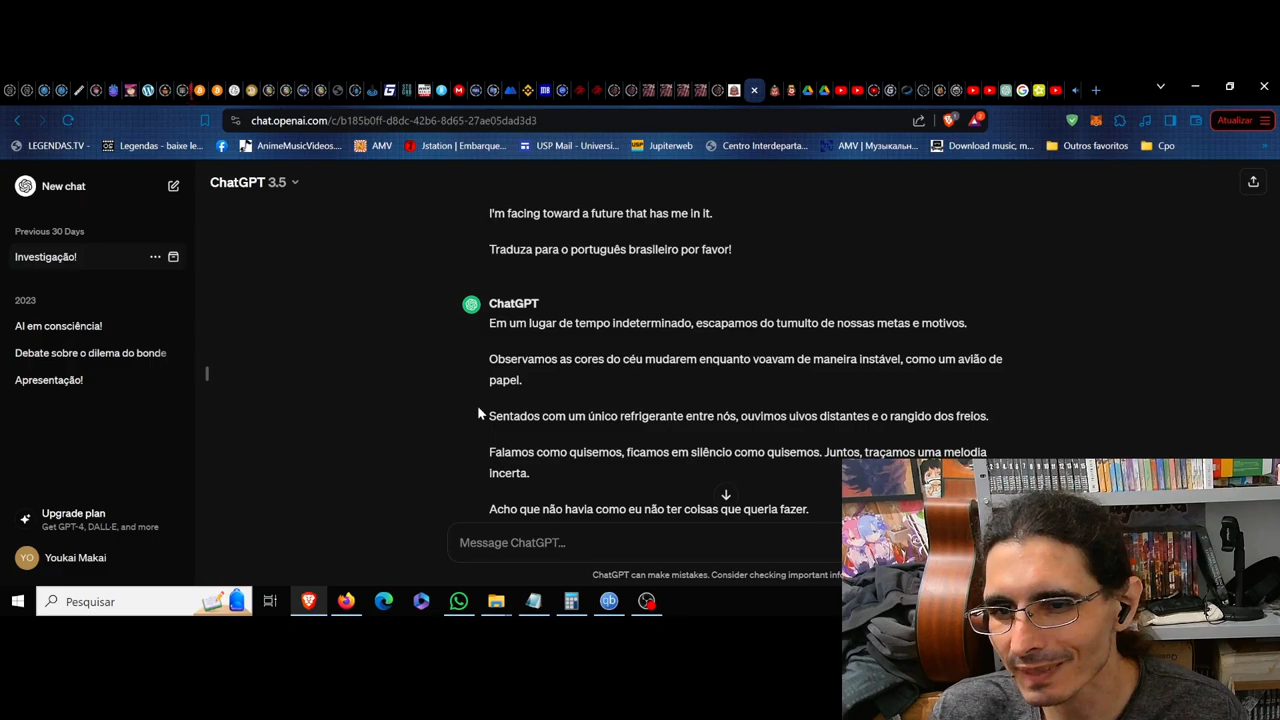 chat.openai.com/c/b185b0ff-d8dc-42b6-8d65-27ae05dad3d3
Atualizar
LEGENDAS.TV -
Legendas - baixe le...
AnimeMusicVideos...
AMV
Jstation | Embarque...
USP Mail - Universi...
Jupiterweb
Centro Interdeparta...
AMV | Музыкальн...
Download music, m...
Outros favoritos
Cpo
New chat
ChatGPT 3.5
Previous 30 Days
Investigação!
2023
AI em consciência!
Debate sobre o dilema do bonde
Apresentação!
I'm facing toward a future that has me in it.
Traduza para o português brasileiro por favor!
ChatGPT
Em um lugar de tempo indeterminado, escapamos do tumulto de nossas metas e motivos.
Observamos as cores do céu mudarem enquanto voavam de maneira instável, como um avião de
papel.
Sentados com um único refrigerante entre nós, ouvimos uivos distantes e o rangido dos freios.
Falamos como quisemos, ficamos em silêncio como quisemos. Juntos, traçamos uma melodia
incerta.
Acho que não havia como eu não ter coisas que queria fazer.
Message ChatGPT...
ChatGPT can make mistakes. Consider checking important inf
Upgrade plan
Get GPT-4, DALL·E, and more
YO
Youkai Makai
Pesquisar